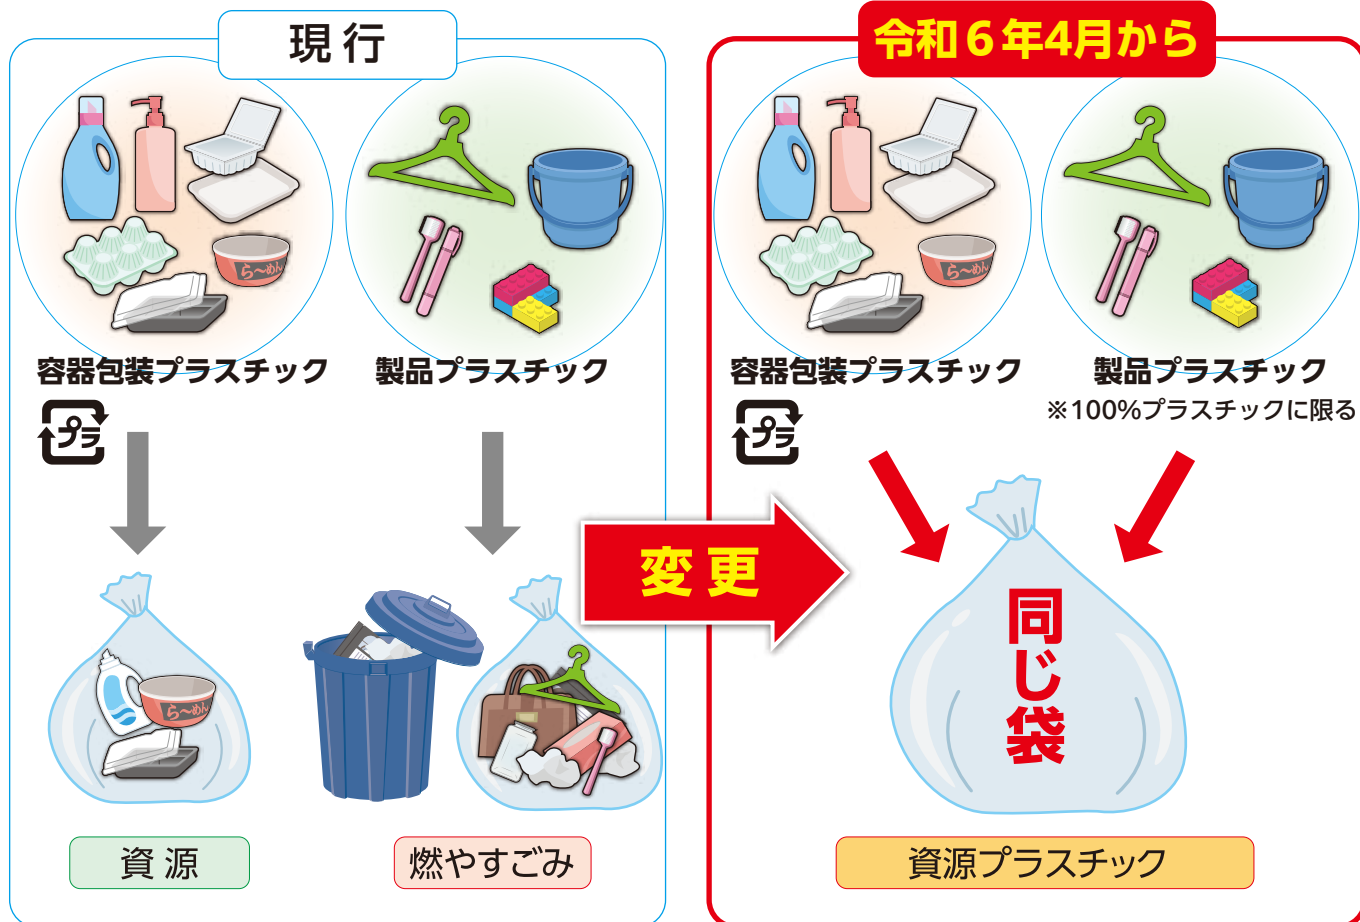 現行
容器包装プラスチック
製品プラスチック
ら〜めん
プラ
ら〜めん
資源
燃やすごみ
変更
令和6年4月から
容器包装プラスチック
製品プラスチック
※100%プラスチックに限る
ら〜めん
プラ
同じ袋
資源プラスチック